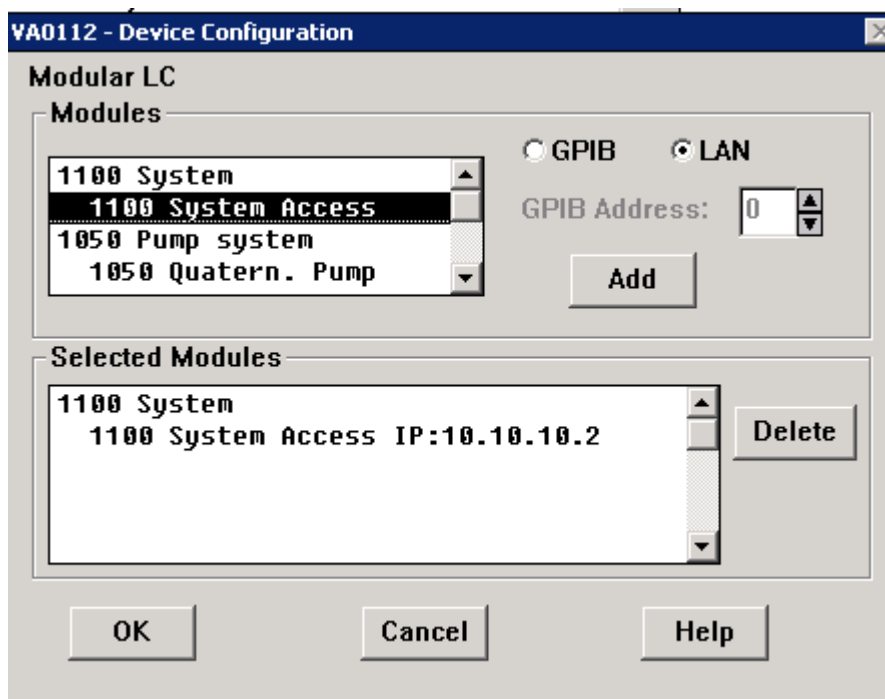 VA0112 - Device Configuration
Modular LC
Modules
GPIB LAN
1100 System
1100 System Access
1050 Pump system
1050 Quatern. Pump
GPIB Address: 0
Add
Selected Modules
1100 System
1100 System Access IP:10.10.10.2
Delete
OK Cancel Help